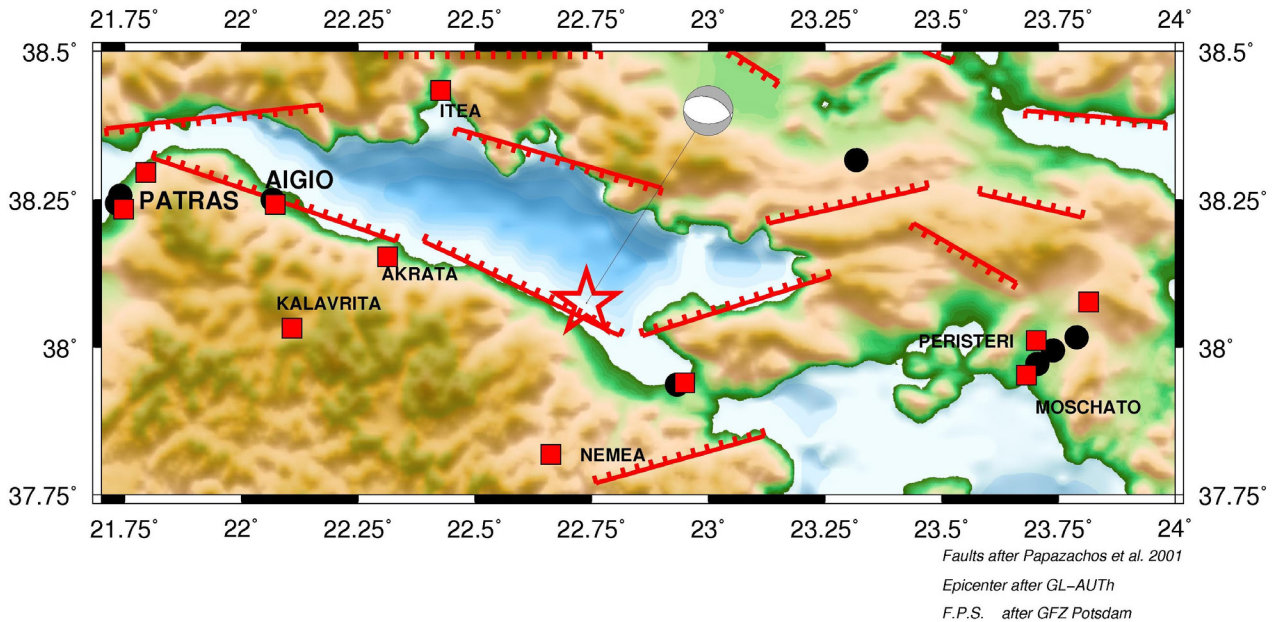 21.75° 22° 22.25° 22.5° 22.75° 23° 23.25° 23.5° 23.75° 24°
38.5° 38.5°
ITEA
AIGIO
PATRAS
38.25° 38.25°
AKRATA
KALAVRITA
PERISTERI
38° 38°
MOSCHATO
NEMEA
37.75° 37.75°
21.75° 22° 22.25° 22.5° 22.75° 23° 23.25° 23.5° 23.75° 24°
Faults after Papazachos et al. 2001
Epicenter after GL-AUTh
F.P.S. after GFZ Potsdam